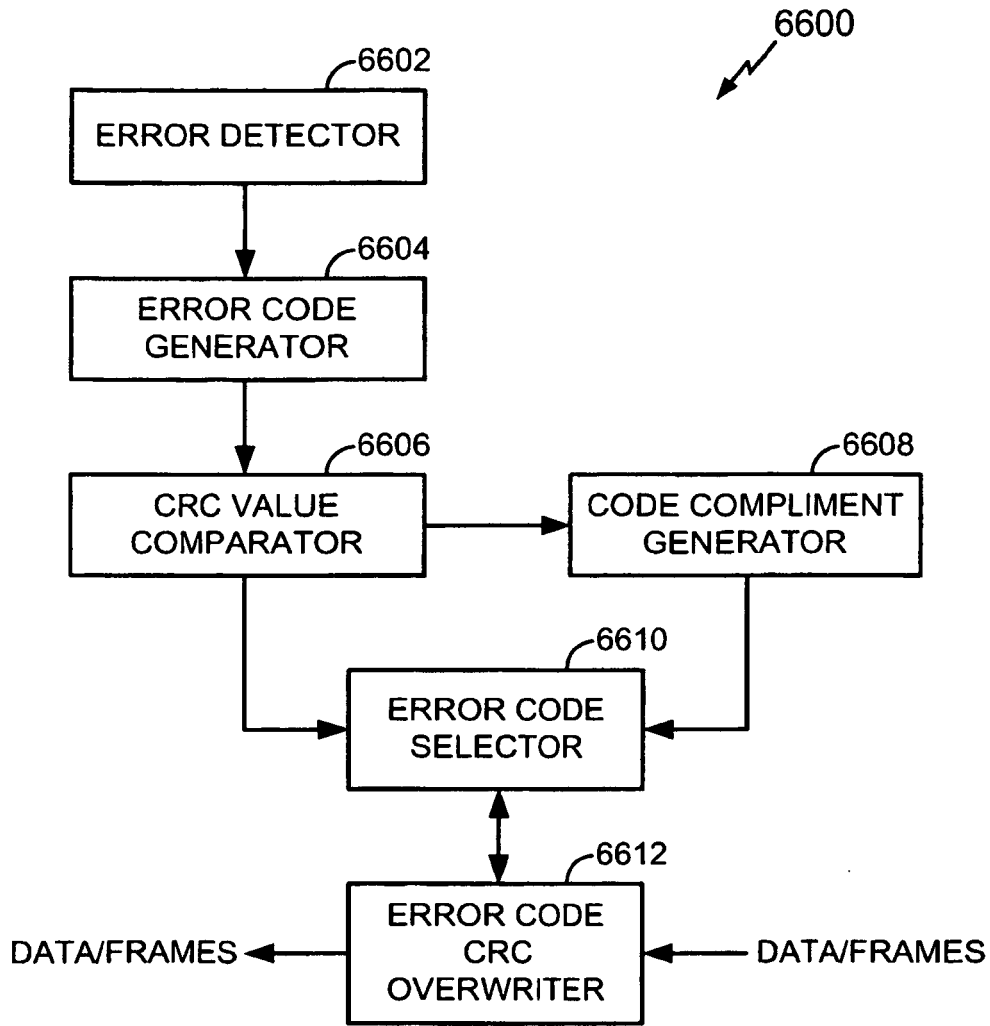 6600
6602
ERROR DETECTOR
6604
ERROR CODE
GENERATOR
6606
CRC VALUE
COMPARATOR
6608
CODE COMPLIMENT
GENERATOR
6610
ERROR CODE
SELECTOR
6612
ERROR CODE
CRC
OVERWRITER
DATA/FRAMES
DATA/FRAMES